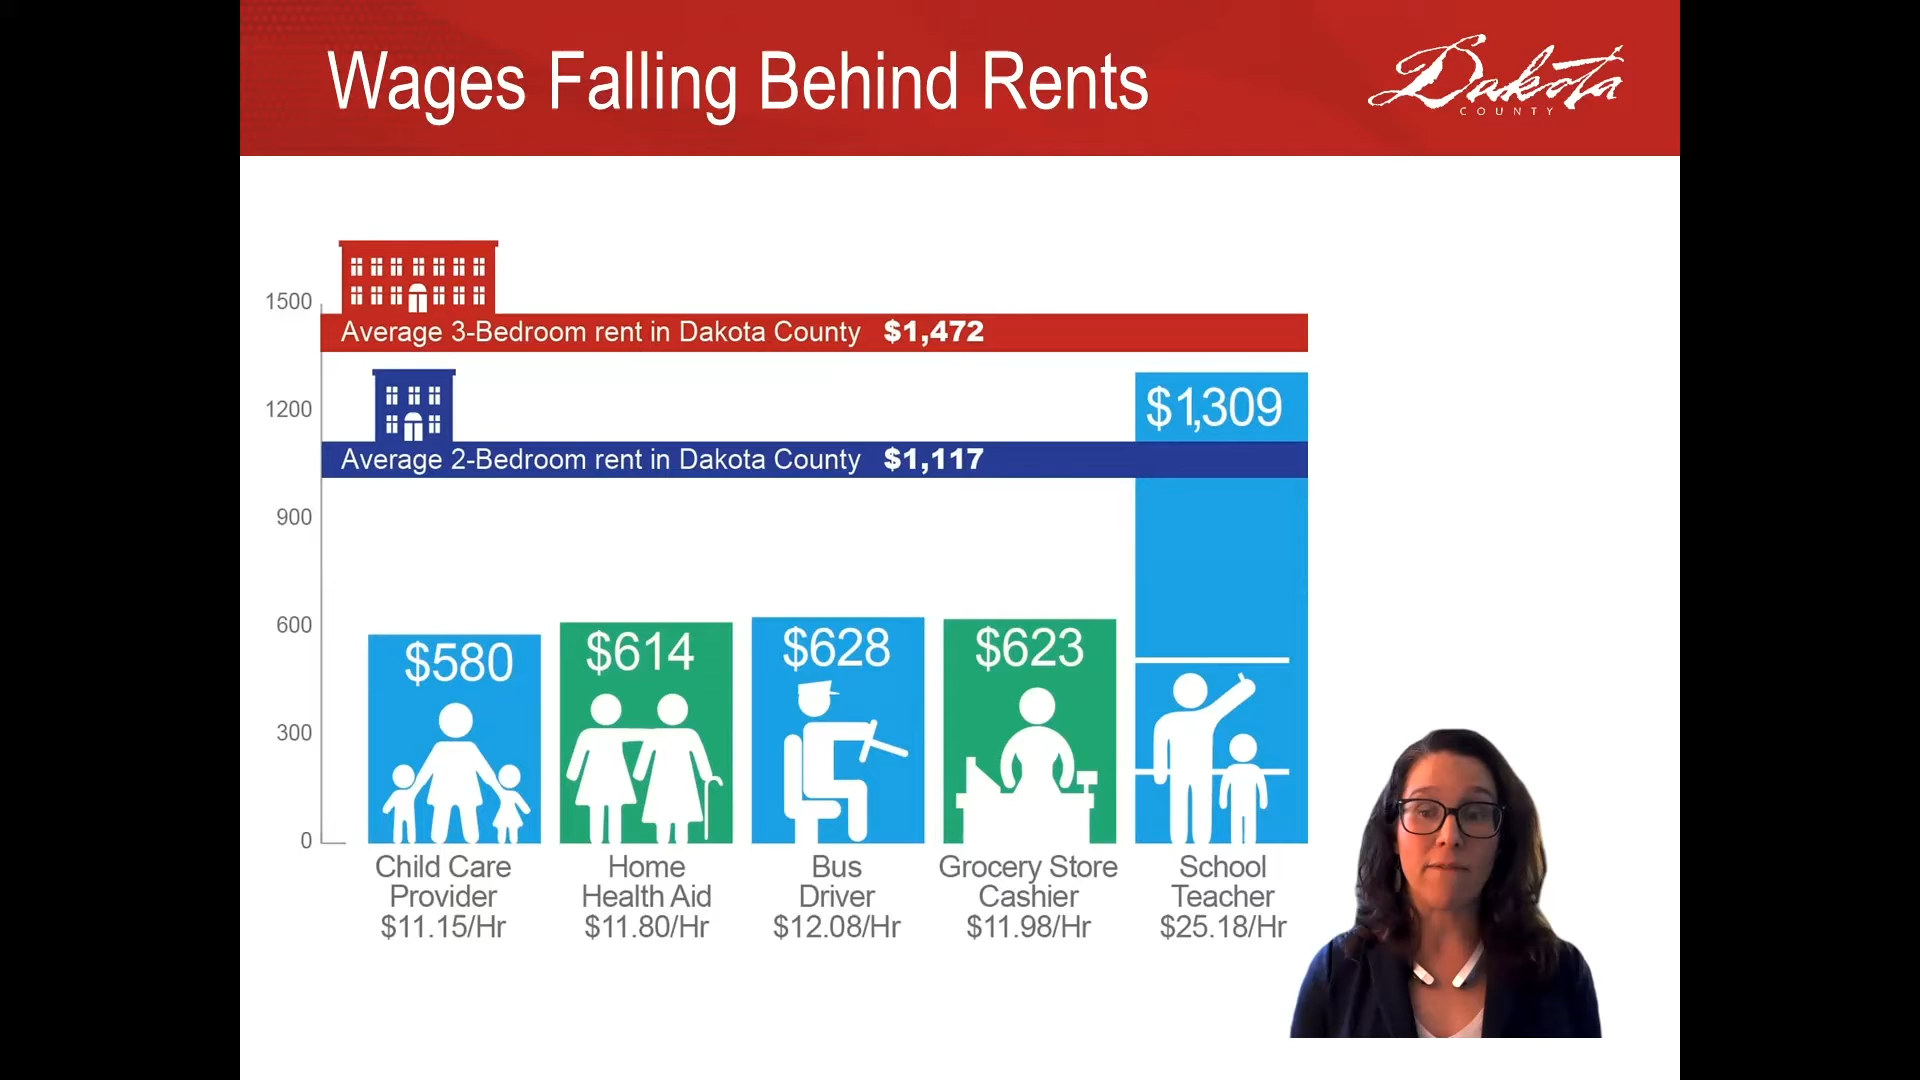 Wages Falling Behind Rents
Dakota
COUNTY
1500
Average 3-Bedroom rent in Dakota County $1,472
1200
$1,309
Average 2-Bedroom rent in Dakota County $1,117
900
600
$580
$614
$628
$623
300
0
Child Care
Provider
$11.15/Hr
Home
Health Aid
$11.80/Hr
Bus
Driver
$12.08/Hr
Grocery Store
Cashier
$11.98/Hr
School
Teacher
$25.18/Hr